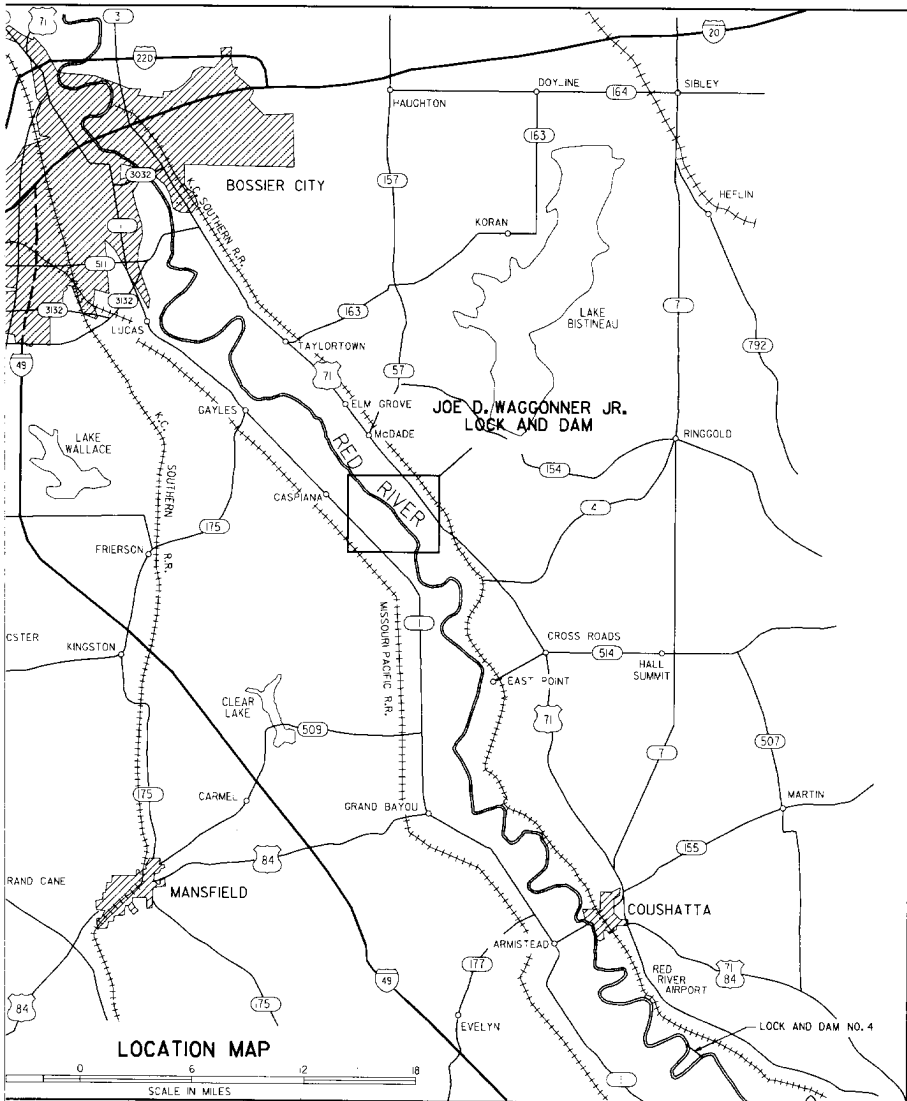 71
3
20
220
DOYLINE
SIBLEY
164
HAUGHTON
163
3032
BOSSIER CITY
157
HEFLIN
K.C. SOUTHERN R.R.
1
KORAN
511
7
3132
3132
163
LAKE
BISTINEAU
LUCAS
TAYLORTOWN
792
49
71
57
ELM GROVE
GAYLES
JOE D. WAGGONNER JR.
LOCK AND DAM
McDADE
RINGGOLD
LAKE
WALLACE
K.C.
SOUTHERN
R.R.
RED
RIVER
154
CASPIANA
4
175
FRIERSON
MISSOURI PACIFIC R.R.
1
CSTER
KINGSTON
CROSS ROADS
514
HALL
SUMMIT
EAST POINT
CLEAR
LAKE
71
509
507
7
175
CARMEL
MARTIN
GRAND BAYOU
84
155
RAND CANE
MANSFIELD
COUSHATTA
ARMISTEAD
177
71
84
RED
RIVER
AIRPORT
49
84
175
EVELYN
LOCK AND DAM NO. 4
LOCATION MAP
0 6 12 18
SCALE IN MILES
1